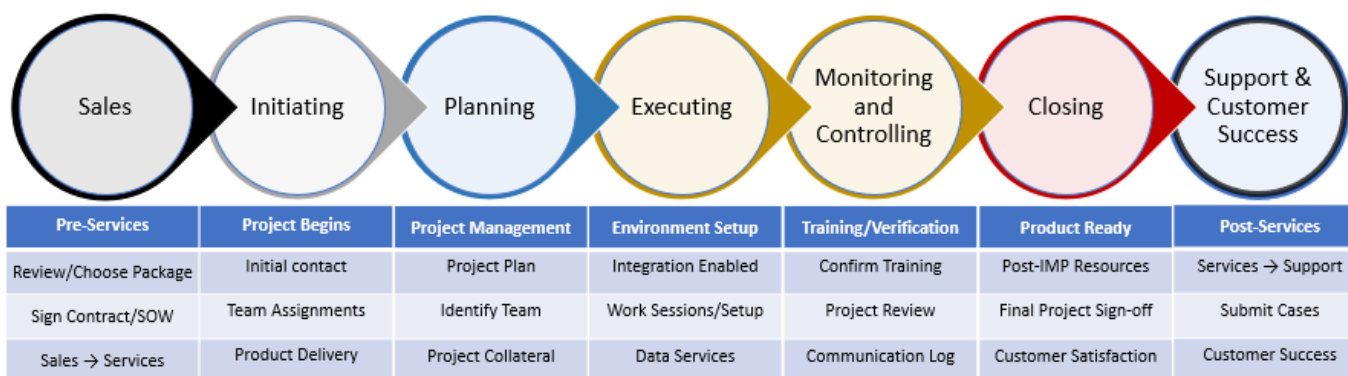 Sales
Initiating
Planning
Executing
Monitoring
and
Controlling
Closing
Support &
Customer
Success
Pre-Services
Project Begins
Project Management
Environment Setup
Training/Verification
Product Ready
Post-Services
Review/Choose Package
Initial contact
Project Plan
Integration Enabled
Confirm Training
Post-IMP Resources
Services → Support
Sign Contract/SOW
Team Assignments
Identify Team
Work Sessions/Setup
Project Review
Final Project Sign-off
Submit Cases
Sales → Services
Product Delivery
Project Collateral
Data Services
Communication Log
Customer Satisfaction
Customer Success